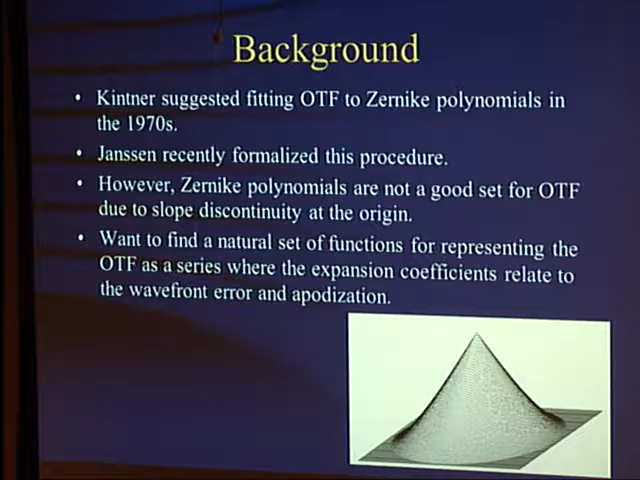 Background
• Kintner suggested fitting OTF to Zernike polynomials in
the 1970s.
• Janssen recently formalized this procedure.
• However, Zernike polynomials are not a good set for OTF
due to slope discontinuity at the origin.
• Want to find a natural set of functions for representing the
OTF as a series where the expansion coefficients relate to
the wavefront error and apodization.